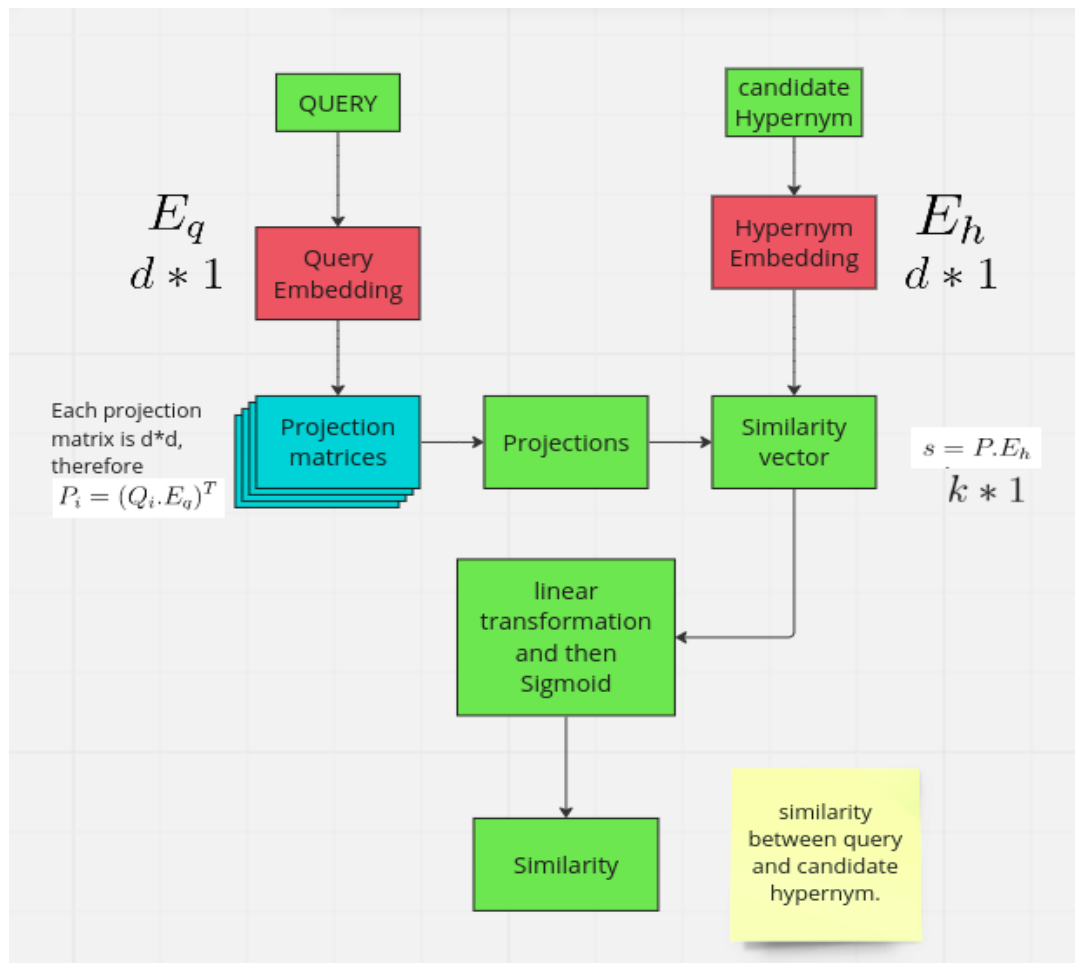 QUERY
candidate
Hypernym
E_q
d * 1
Query
Embedding
Hypernym
Embedding
E_h
d * 1
Each projection
matrix is d*d,
therefore
P_i = (Q_i.E_q)^T
Projection
matrices
Projections
Similarity
vector
s = P.E_h
k * 1
linear
transformation
and then
Sigmoid
Similarity
similarity
between query
and candidate
hypernym.